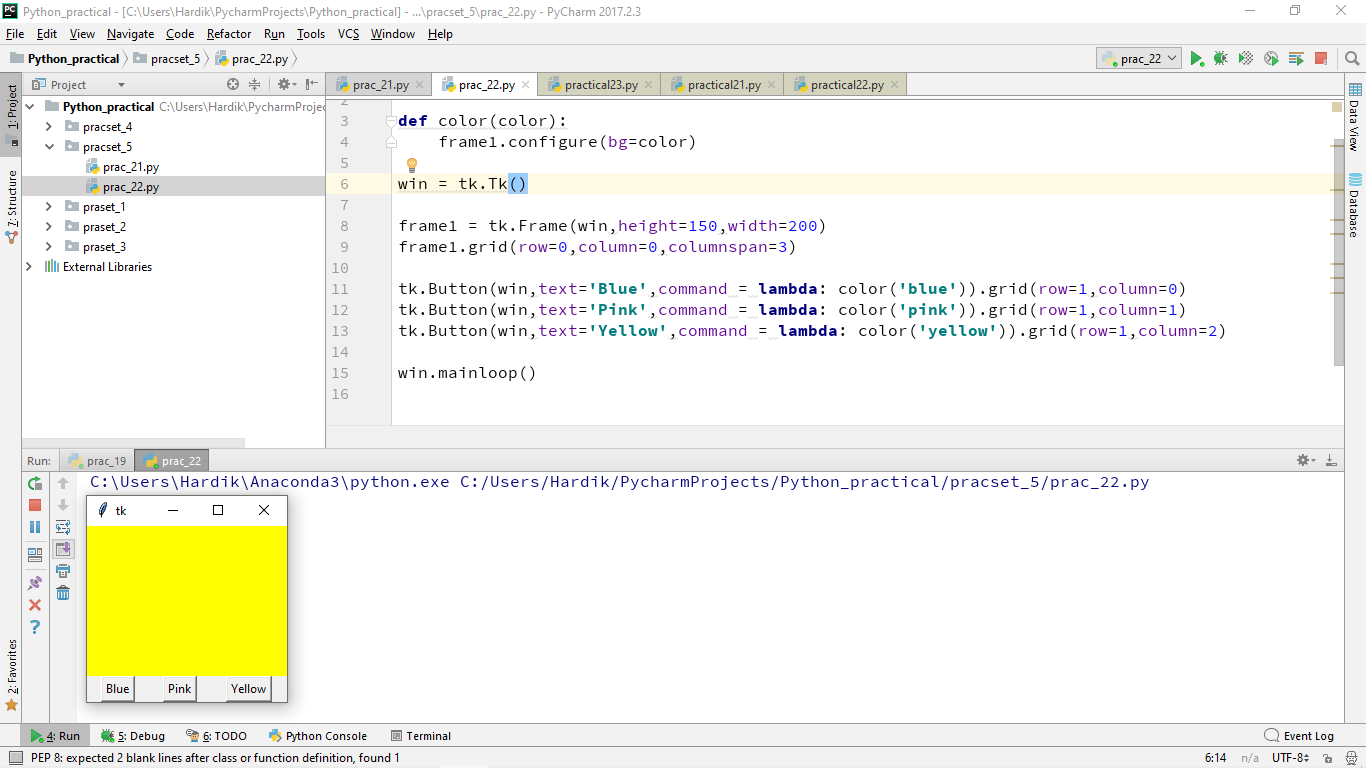 Python_practical - [C:\Users\Hardik\PycharmProjects\Python_practical] - ...\pracset_5\prac_22.py - PyCharm 2017.2.3
File Edit View Navigate Code Refactor Run Tools VCS Window Help
Python_practical pracset_5 prac_22.py prac_22
1: Project
7: Structure
2: Favorites
Project
Python_practical C:\Users\Hardik\PycharmProjec
pracset_4
pracset_5
prac_21.py
prac_22.py
praset_1
praset_2
praset_3
External Libraries
prac_21.py prac_22.py practical23.py practical21.py practical22.py
2
3 def color(color):
4 frame1.configure(bg=color)
5
6 win = tk.Tk()
7
8 frame1 = tk.Frame(win,height=150,width=200)
9 frame1.grid(row=0,column=0,columnspan=3)
10
11 tk.Button(win,text='Blue',command = lambda: color('blue')).grid(row=1,column=0)
12 tk.Button(win,text='Pink',command = lambda: color('pink')).grid(row=1,column=1)
13 tk.Button(win,text='Yellow',command = lambda: color('yellow')).grid(row=1,column=2)
14
15 win.mainloop()
16
Data View
Database
Run: prac_19 prac_22
C:\Users\Hardik\Anaconda3\python.exe C:/Users/Hardik/PycharmProjects/Python_practical/pracset_5/prac_22.py
tk
Blue Pink Yellow
4: Run 5: Debug 6: TODO Python Console Terminal Event Log
PEP 8: expected 2 blank lines after class or function definition, found 1 6:14 n/a UTF-8